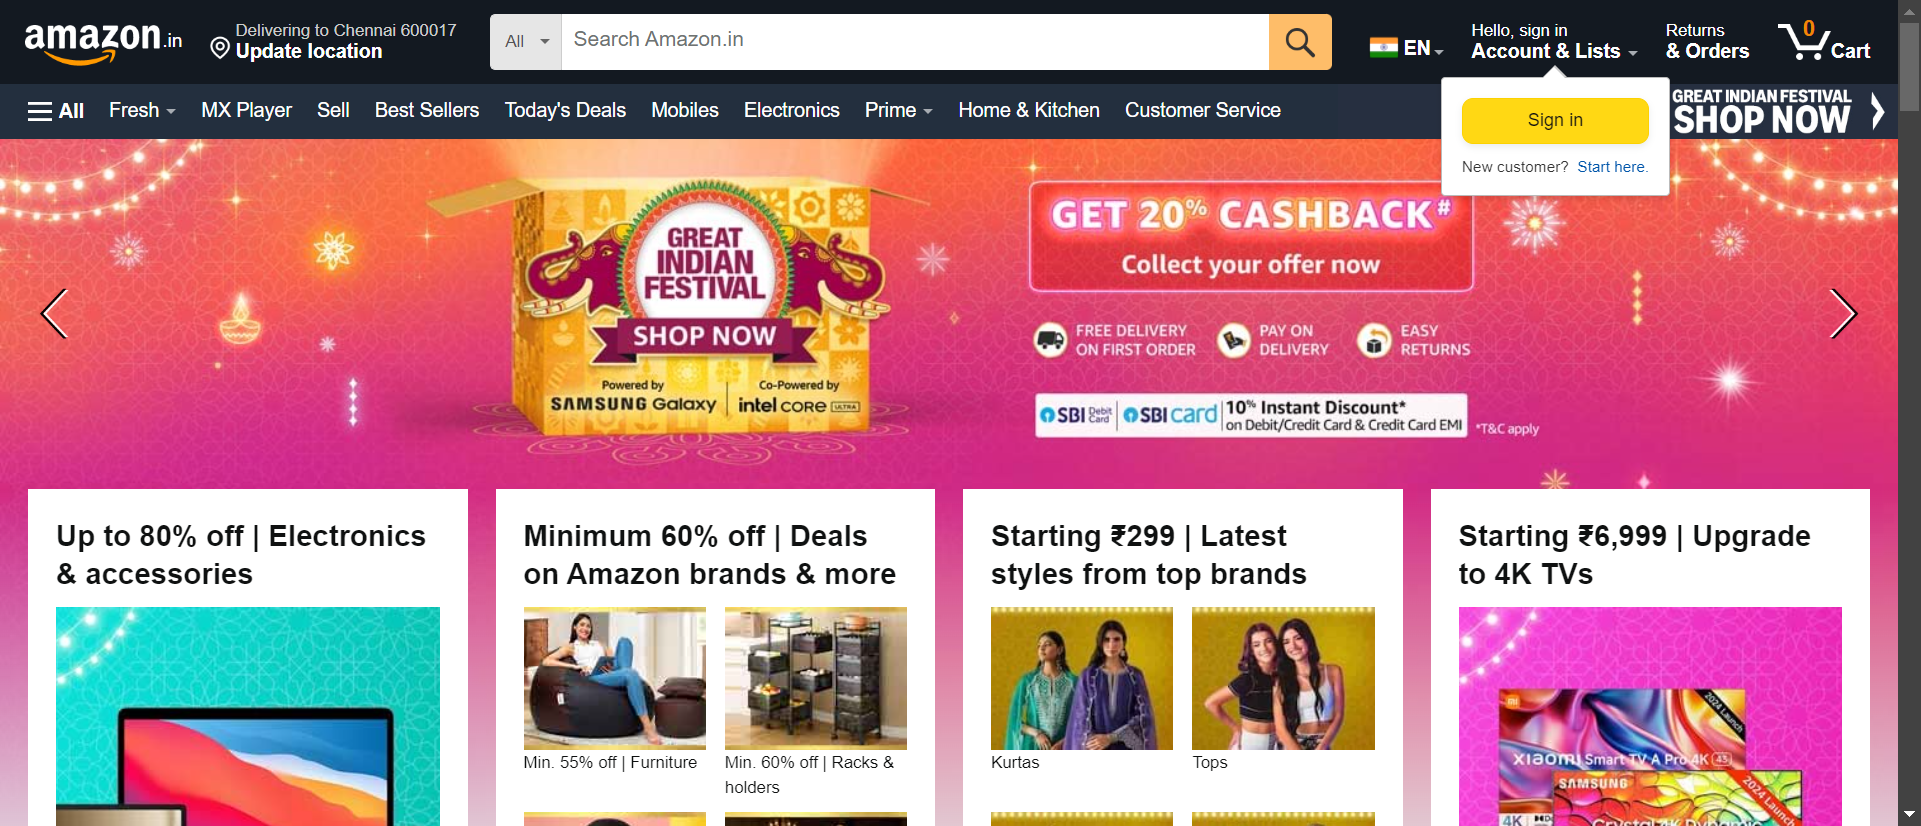 amazon.in
Delivering to Chennai 600017
Update location
All
Search Amazon.in
EN
Hello, sign in
Account & Lists
Returns
& Orders
0
Cart
All
Fresh
MX Player
Sell
Best Sellers
Today's Deals
Mobiles
Electronics
Prime
Home & Kitchen
Customer Service
GREAT INDIAN FESTIVAL
SHOP NOW
Sign in
New customer? Start here.
GREAT
INDIAN
FESTIVAL
SHOP NOW
Powered by
SAMSUNG Galaxy
Co-Powered by
intel CORE ULTRA
GET 20% CASHBACK#
Collect your offer now
FREE DELIVERY
ON FIRST ORDER
PAY ON
DELIVERY
EASY
RETURNS
SBI Debit Card
SBI card
10% Instant Discount*
on Debit/Credit Card & Credit Card EMI
*T&C apply
Up to 80% off | Electronics
& accessories
Minimum 60% off | Deals
on Amazon brands & more
Min. 55% off | Furniture
Min. 60% off | Racks &
holders
Starting ₹299 | Latest
styles from top brands
Kurtas
Tops
Starting ₹6,999 | Upgrade
to 4K TVs
mi
2024 Launch
xiaomi Smart TV A Pro 4K 43
SAMSUNG
2024 Launch
4K
Crystal 4K Dynamic